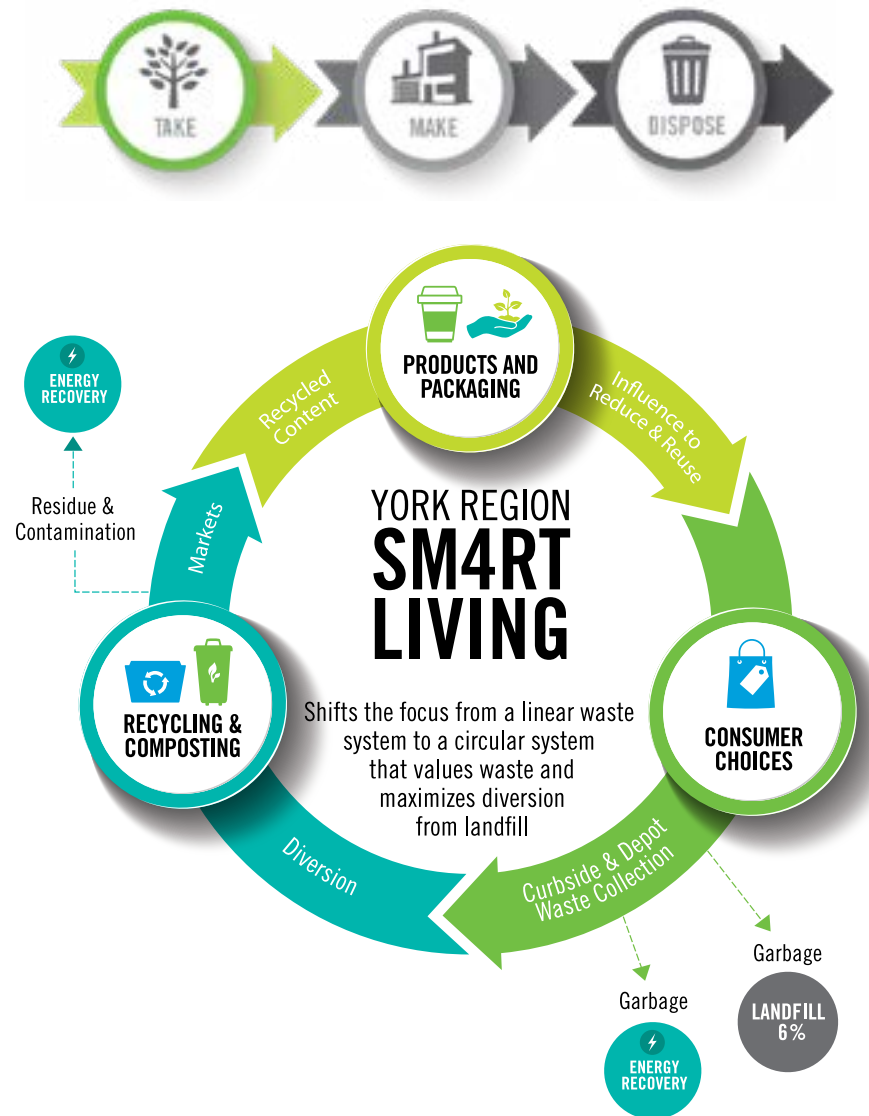 TAKE
MAKE
DISPOSE
PRODUCTS AND
PACKAGING
Recycled
Content
Influence to
Reduce & Reuse
ENERGY
RECOVERY
Residue &
Contamination
Markets
YORK REGION
SM4RT
LIVING
Shifts the focus from a linear waste
system to a circular system
that values waste and
maximizes diversion
from landfill
RECYCLING &
COMPOSTING
CONSUMER
CHOICES
Diversion
Curbside & Depot
Waste Collection
Garbage
LANDFILL
6%
Garbage
ENERGY
RECOVERY